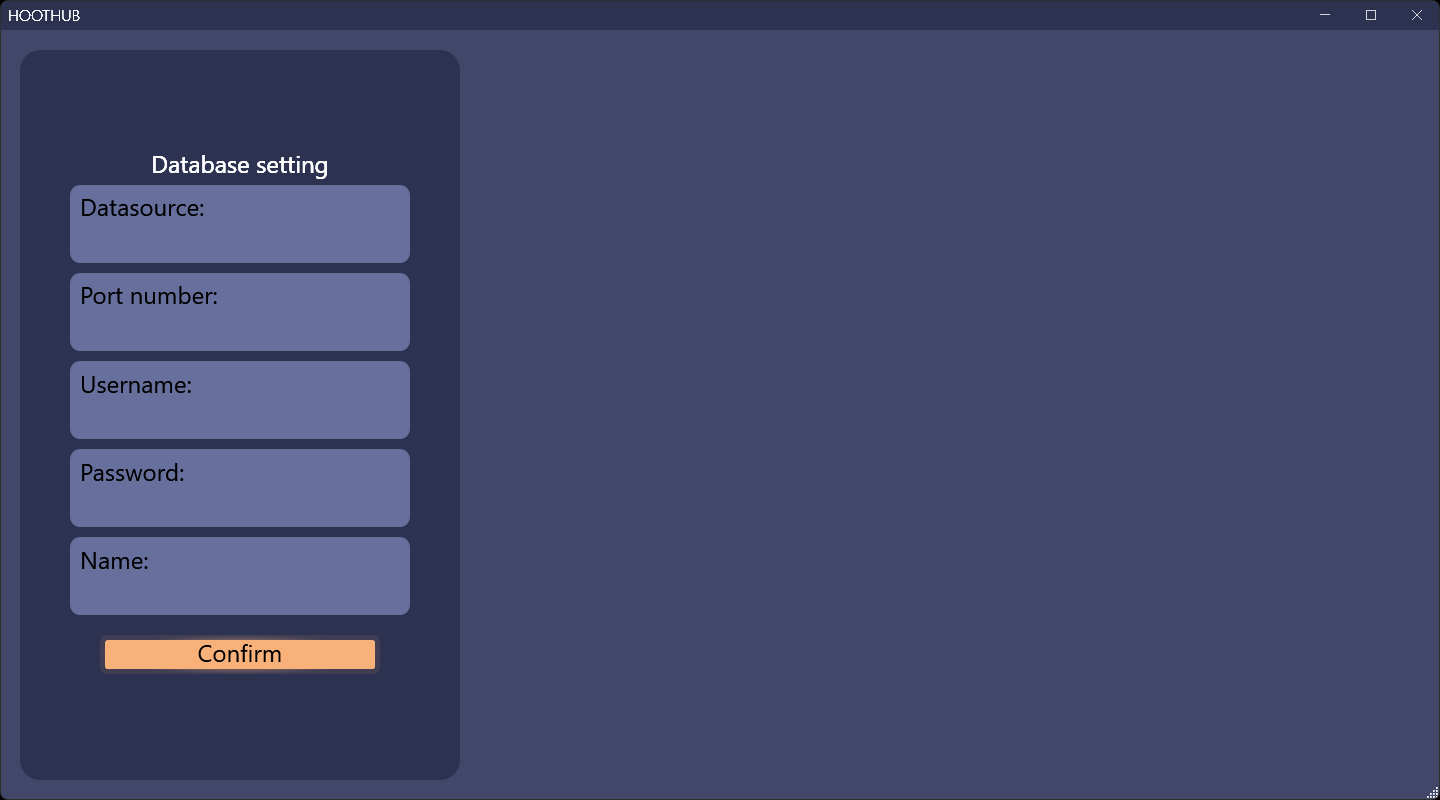 HOOTHUB
Database setting
Datasource:
Port number:
Username:
Password:
Name:
Confirm